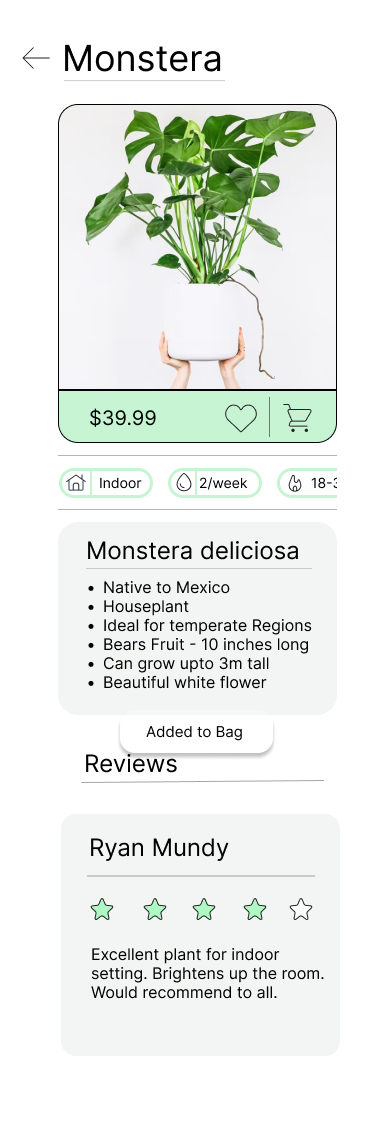 Monstera
$39.99
Indoor
2/week
18-3
Monstera deliciosa
• Native to Mexico
• Houseplant
• Ideal for temperate Regions
• Bears Fruit - 10 inches long
• Can grow upto 3m tall
• Beautiful white flower
Added to Bag
Reviews
Ryan Mundy
Excellent plant for indoor
setting. Brightens up the room.
Would recommend to all.